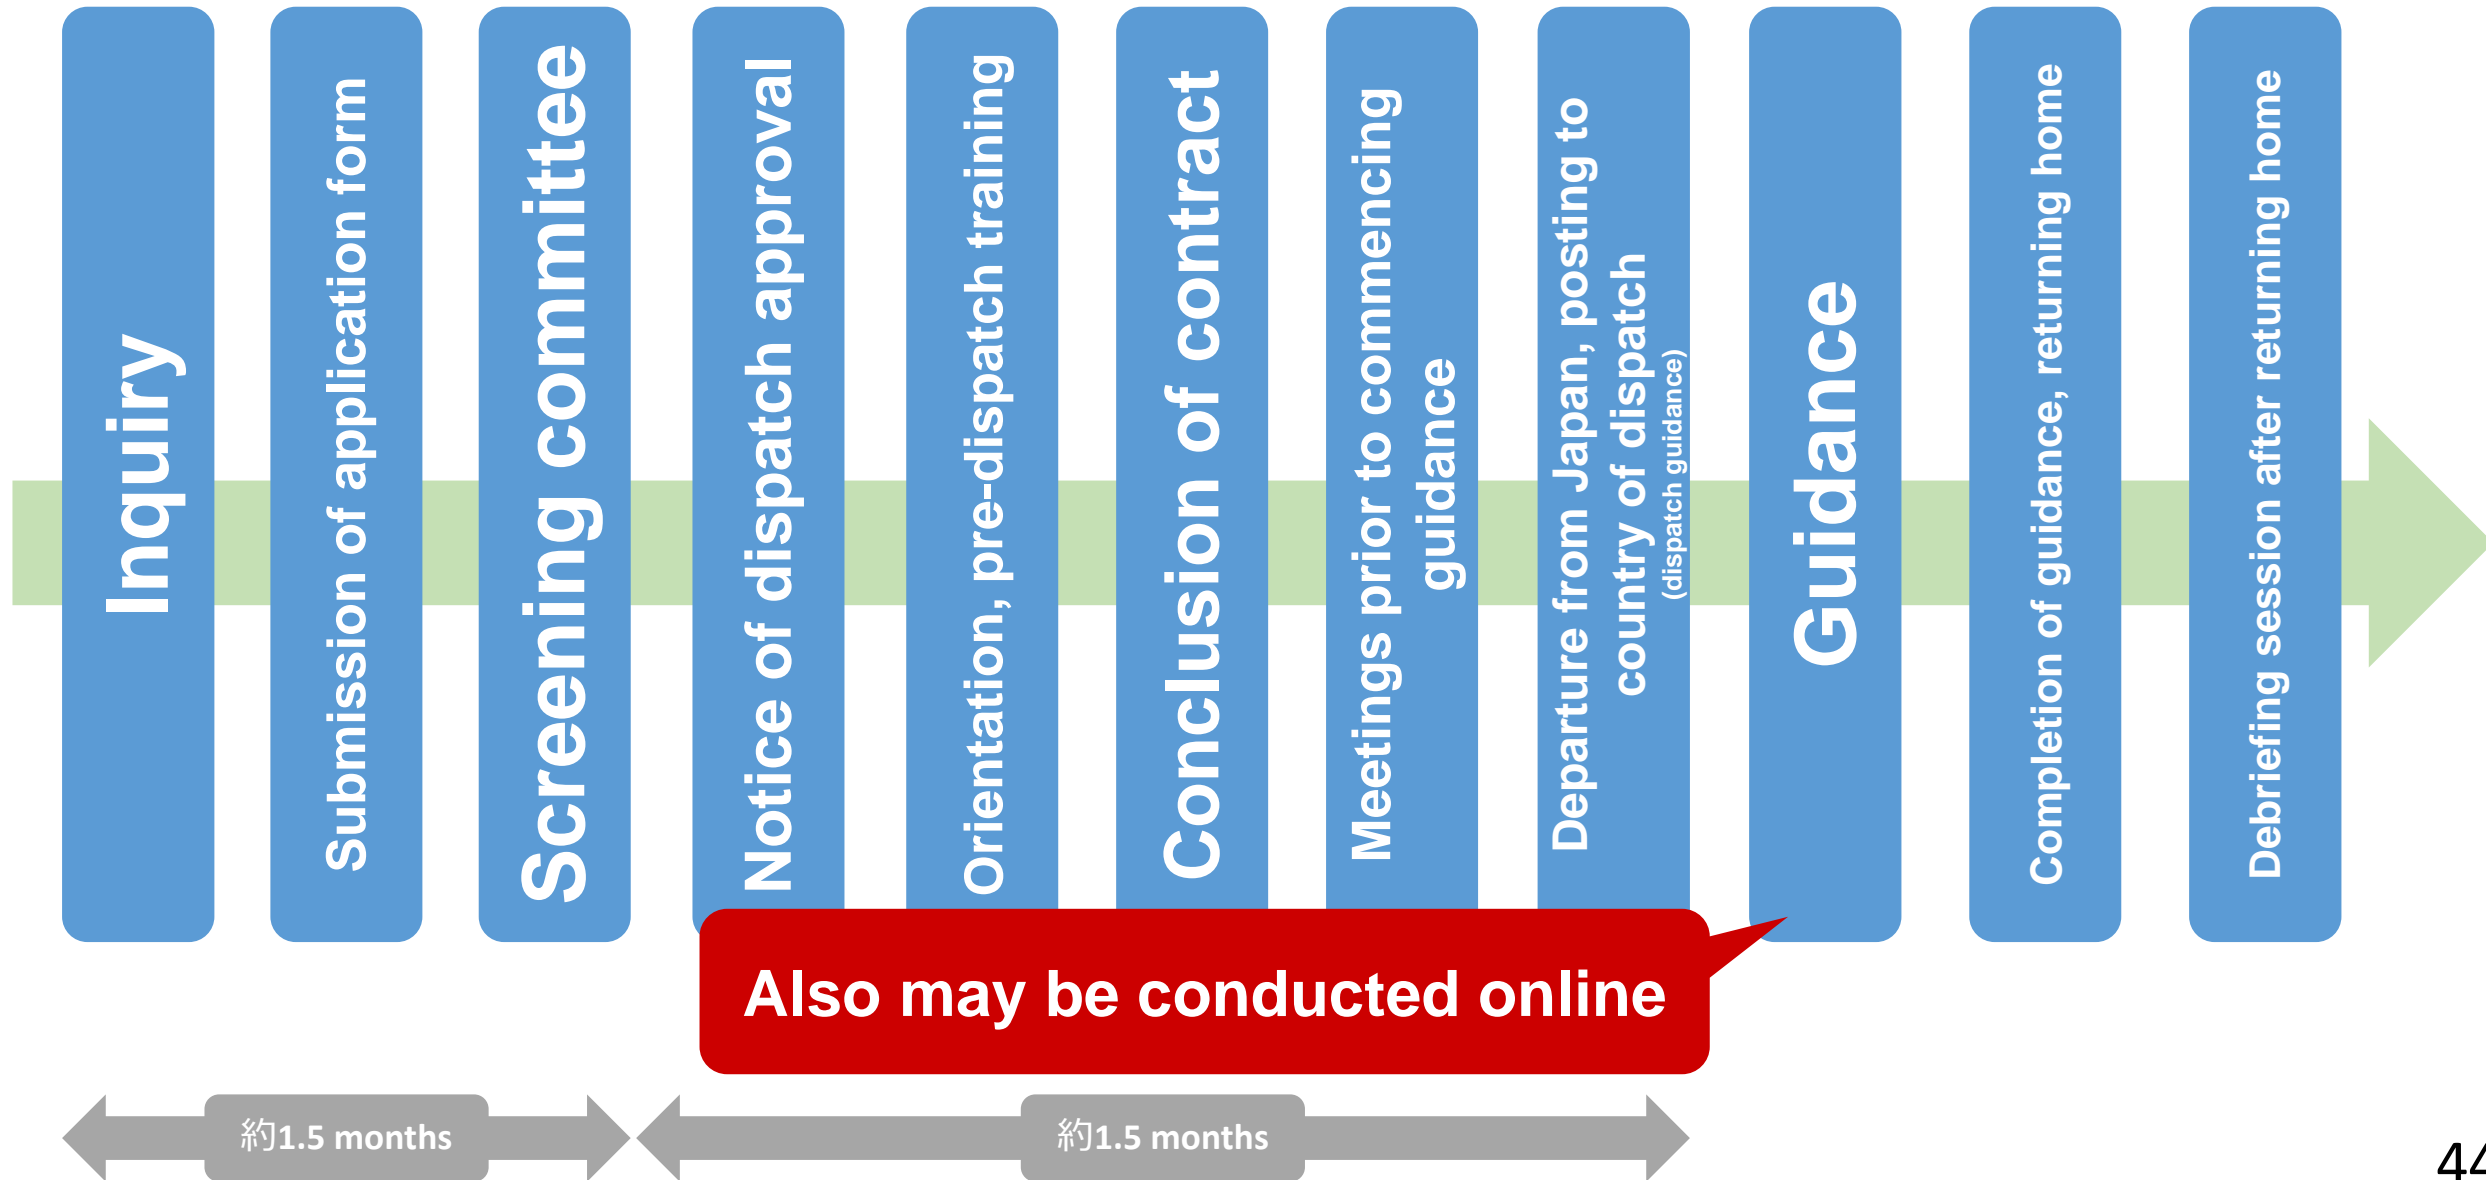 Inquiry
Submission of application form
Screening committee
Notice of dispatch approval
Orientation, pre-dispatch training
Conclusion of contract
Meetings prior to commencing
guidance
Departure from Japan, posting to
country of dispatch
(dispatch guidance)
Guidance
Completion of guidance, returning home
Debriefing session after returning home
Also may be conducted online
約1.5 months
約1.5 months
44